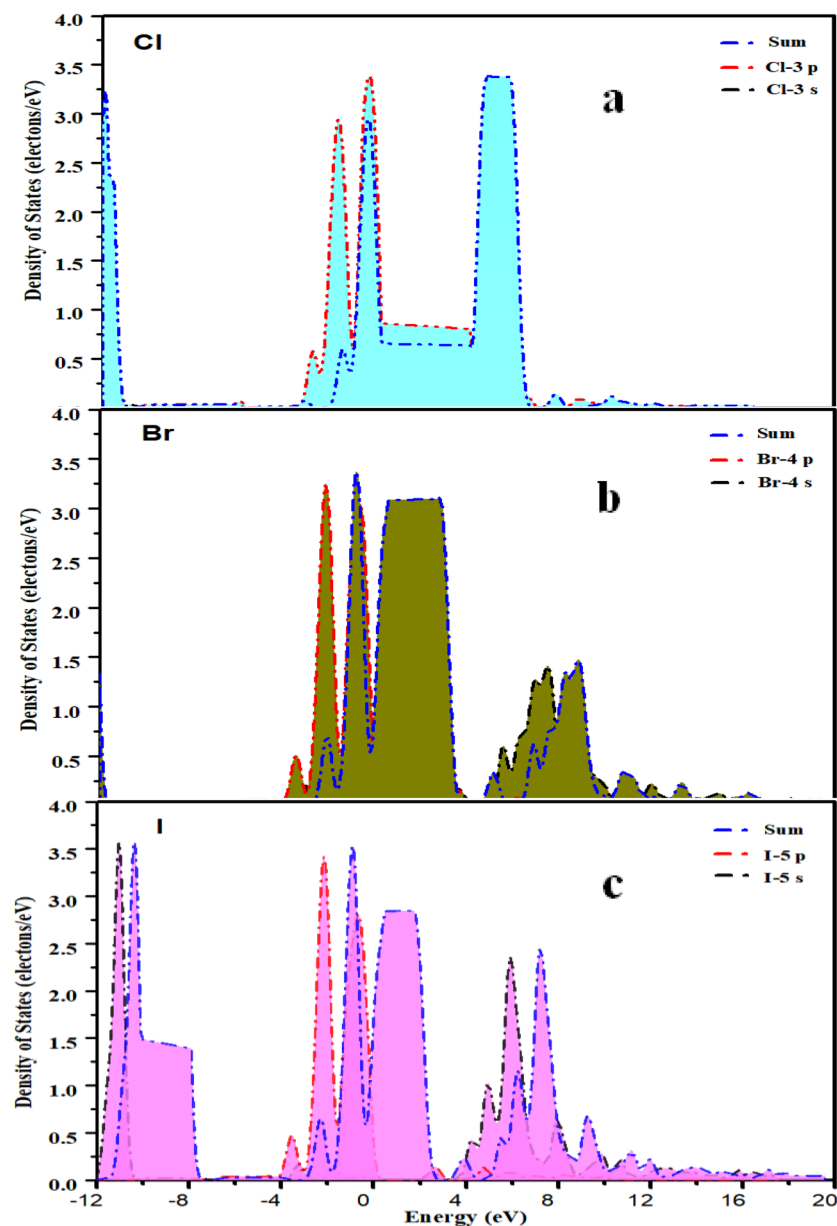 Cl
Sum
Cl-3 p
Cl-3 s
a
4.0
3.5
3.0
2.5
2.0
1.5
1.0
0.5
Density of States (electons/eV)
Br
Sum
Br-4 p
Br-4 s
b
4.0
3.5
3.0
2.5
2.0
1.5
1.0
0.5
Density of States (electons/eV)
I
Sum
I-5 p
I-5 s
c
4.0
3.5
3.0
2.5
2.0
1.5
1.0
0.5
0.0
Density of States (electons/eV)
-12 -8 -4 0 4 8 12 16 20
Energy (eV)